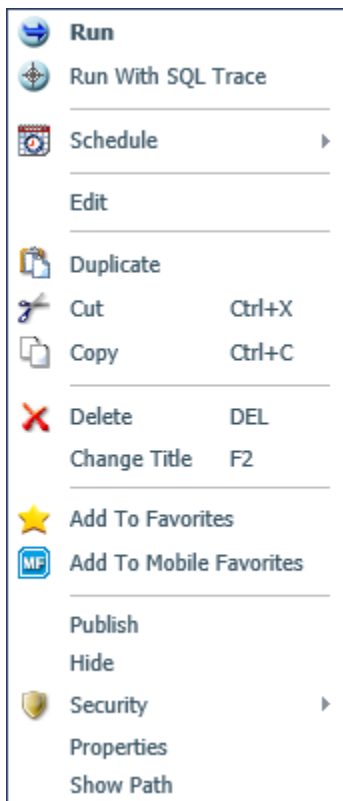 Run
Run With SQL Trace
Schedule
Edit
Duplicate
Cut Ctrl+X
Copy Ctrl+C
Delete DEL
Change Title F2
Add To Favorites
MF Add To Mobile Favorites
Publish
Hide
Security
Properties
Show Path